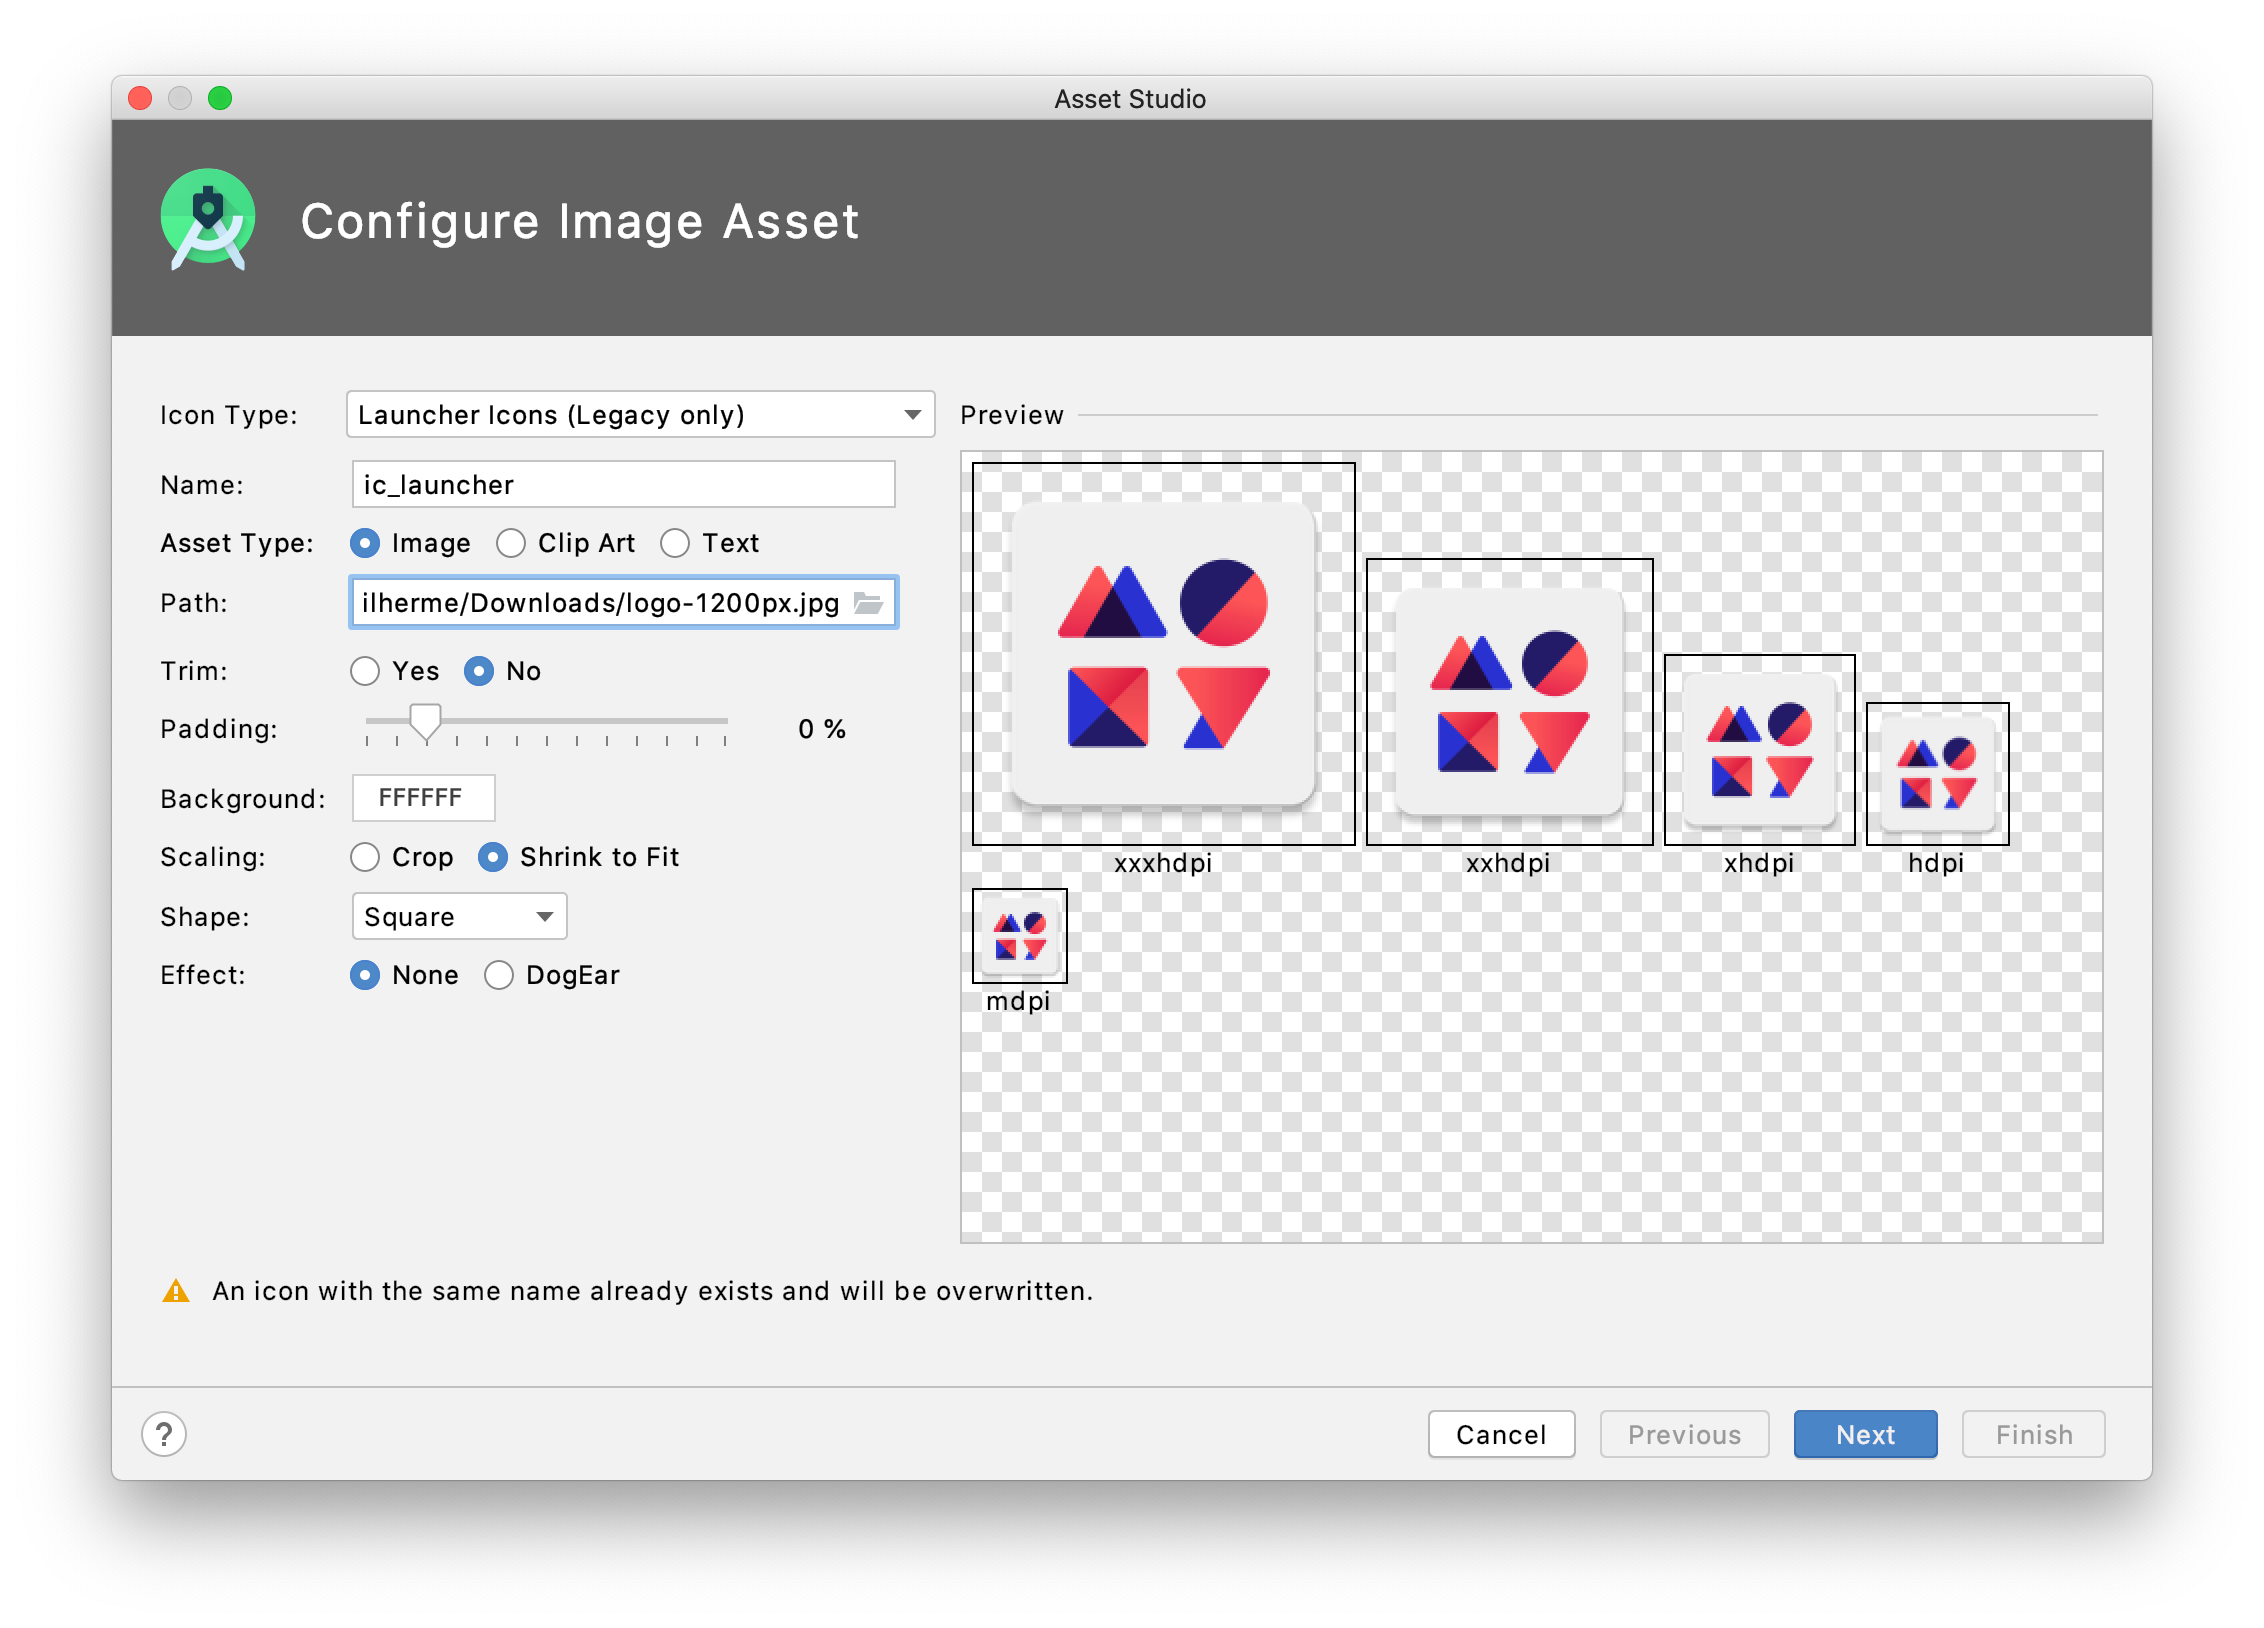 Asset Studio
Configure Image Asset
Icon Type: Launcher Icons (Legacy only)
Name: ic_launcher
Asset Type: Image Clip Art Text
Path: ilherme/Downloads/logo-1200px.jpg
Trim: Yes No
Padding: 0 %
Background: FFFFFF
Scaling: Crop Shrink to Fit
Shape: Square
Effect: None DogEar
Preview
xxxhdpi xxhdpi xhdpi hdpi
mdpi
An icon with the same name already exists and will be overwritten.
? Cancel Previous Next Finish